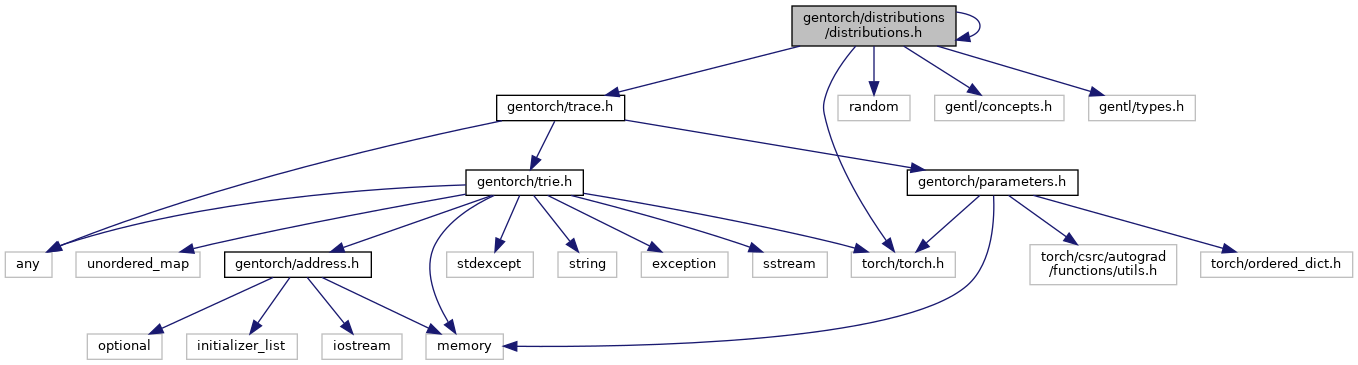 gentorch/distributions
/distributions.h
gentorch/trace.h
random
gentl/concepts.h
gentl/types.h
gentorch/trie.h
gentorch/parameters.h
any
unordered_map
gentorch/address.h
stdexcept
string
exception
sstream
torch/torch.h
torch/csrc/autograd
/functions/utils.h
torch/ordered_dict.h
optional
initializer_list
iostream
memory